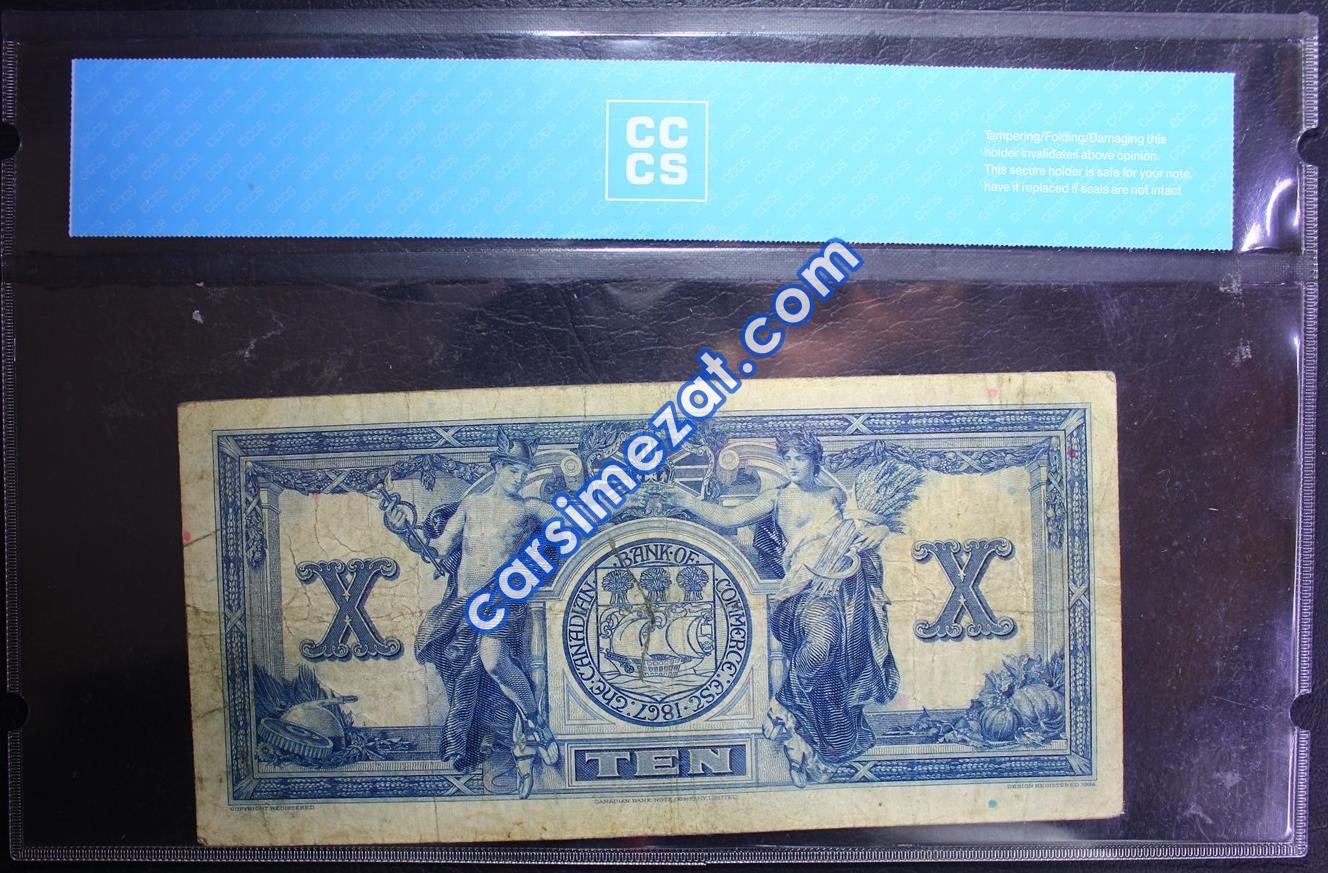 CC
CS
Tampering/Folding/Damaging this
holder invalidates above opinion.
This secure holder is safe for your note,
have it replaced if seals are not intact
carsimezat.com
X
X
THE·CANADIAN·BANK·OF·COMMERCE·EST·1867·
TEN
COPYRIGHT REGISTERED
CANADIAN BANK NOTE COMPANY, LIMITED
DESIGN REGISTERED